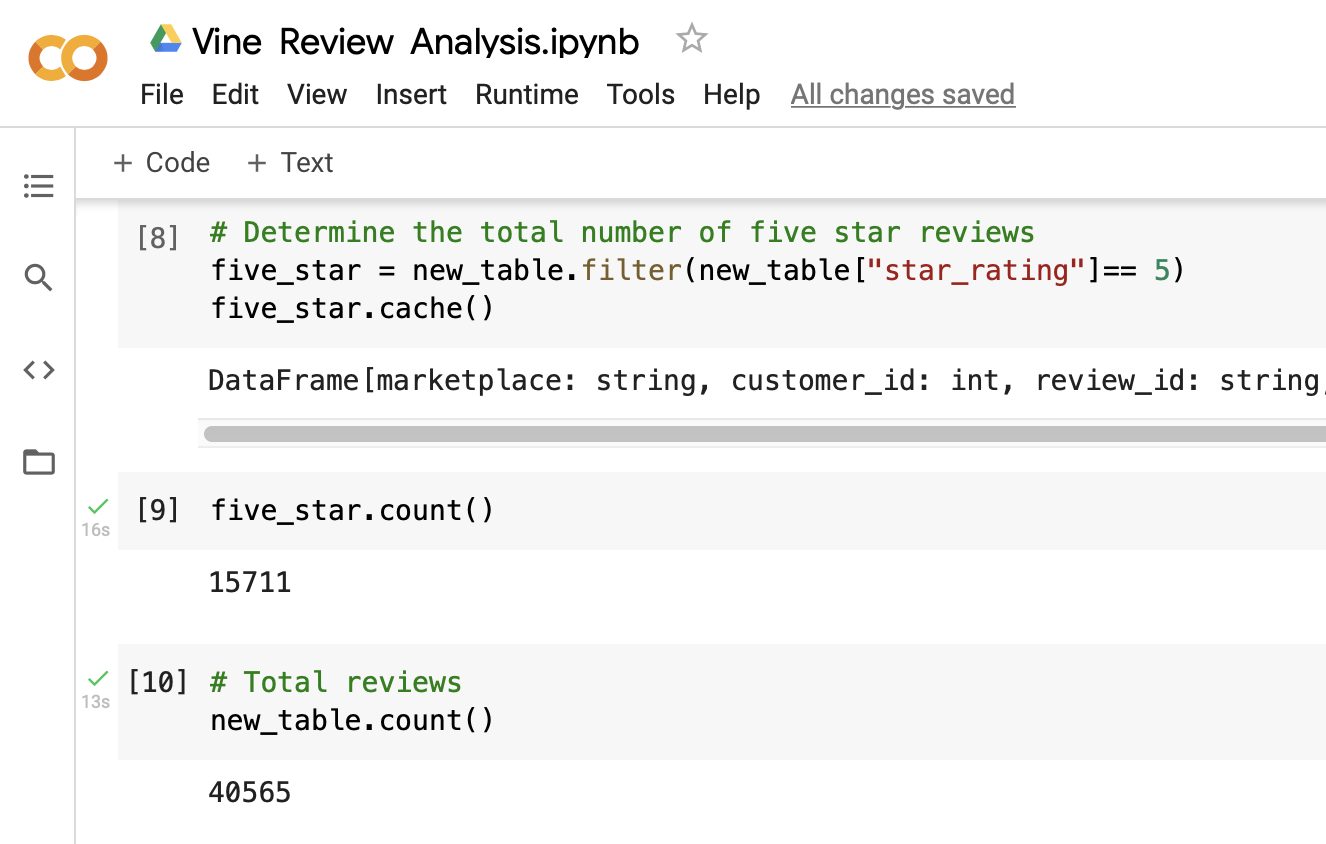 Vine Review Analysis.ipynb
File Edit View Insert Runtime Tools Help All changes saved
+ Code + Text
[8] # Determine the total number of five star reviews
five_star = new_table.filter(new_table["star_rating"]== 5)
five_star.cache()
DataFrame[marketplace: string, customer_id: int, review_id: string,
[9] five_star.count()
16s
15711
[10] # Total reviews
13s
new_table.count()
40565